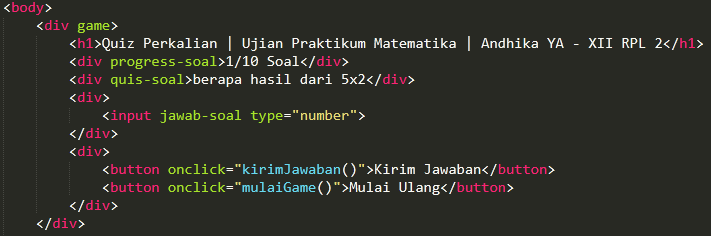 <body>
<div game>
<h1>Quiz Perkalian | Ujian Praktikum Matematika | Andhika YA - XII RPL 2</h1>
<div progress-soal>1/10 Soal</div>
<div quis-soal>berapa hasil dari 5x2</div>
<div>
<input jawab-soal type="number">
</div>
<div>
<button onclick="kirimJawaban()">Kirim Jawaban</button>
<button onclick="mulaiGame()">Mulai Ulang</button>
</div>
</div>